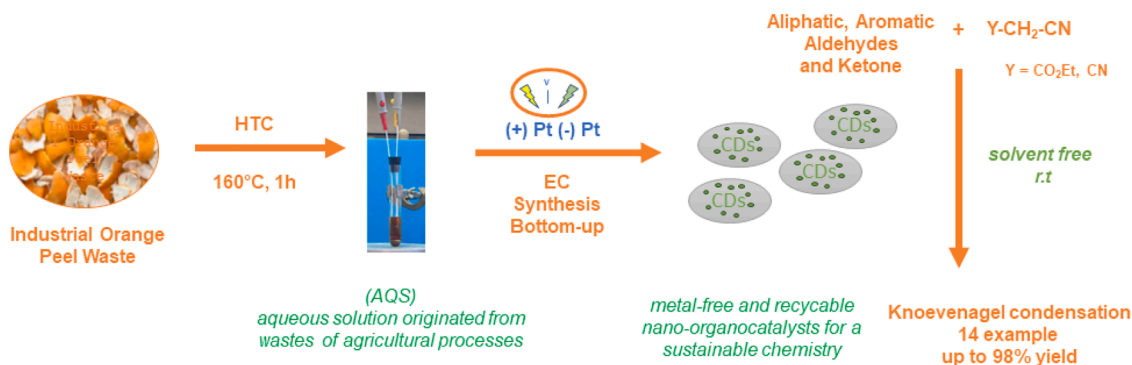 Industrial Orange
Peel Waste
HTC
160°C, 1h
(AQS)
aqueous solution originated from
wastes of agricultural processes
V
(+) Pt (-) Pt
EC
Synthesis
Bottom-up
CDs
CDs
CDs
CDs
metal-free and recycable
nano-organocatalysts for a
sustainable chemistry
Aliphatic, Aromatic
Aldehydes
and Ketone
+ Y-CH2-CN
Y = CO2Et, CN
solvent free
r.t
Knoevenagel condensation
14 example
up to 98% yield